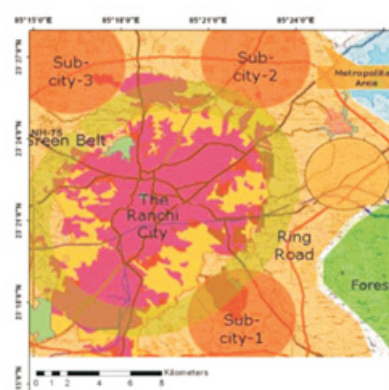 85°15'0"E 85°18'0"E 85°21'0"E 85°24'0"E
Sub-
city-3
Sub-
city-2
Metropolitan
Area
NH-75
Green Belt
The
Ranchi
City
Ring
Road
Fores
Sub-
city-1
0 1 2 4 6 8
Kilometers